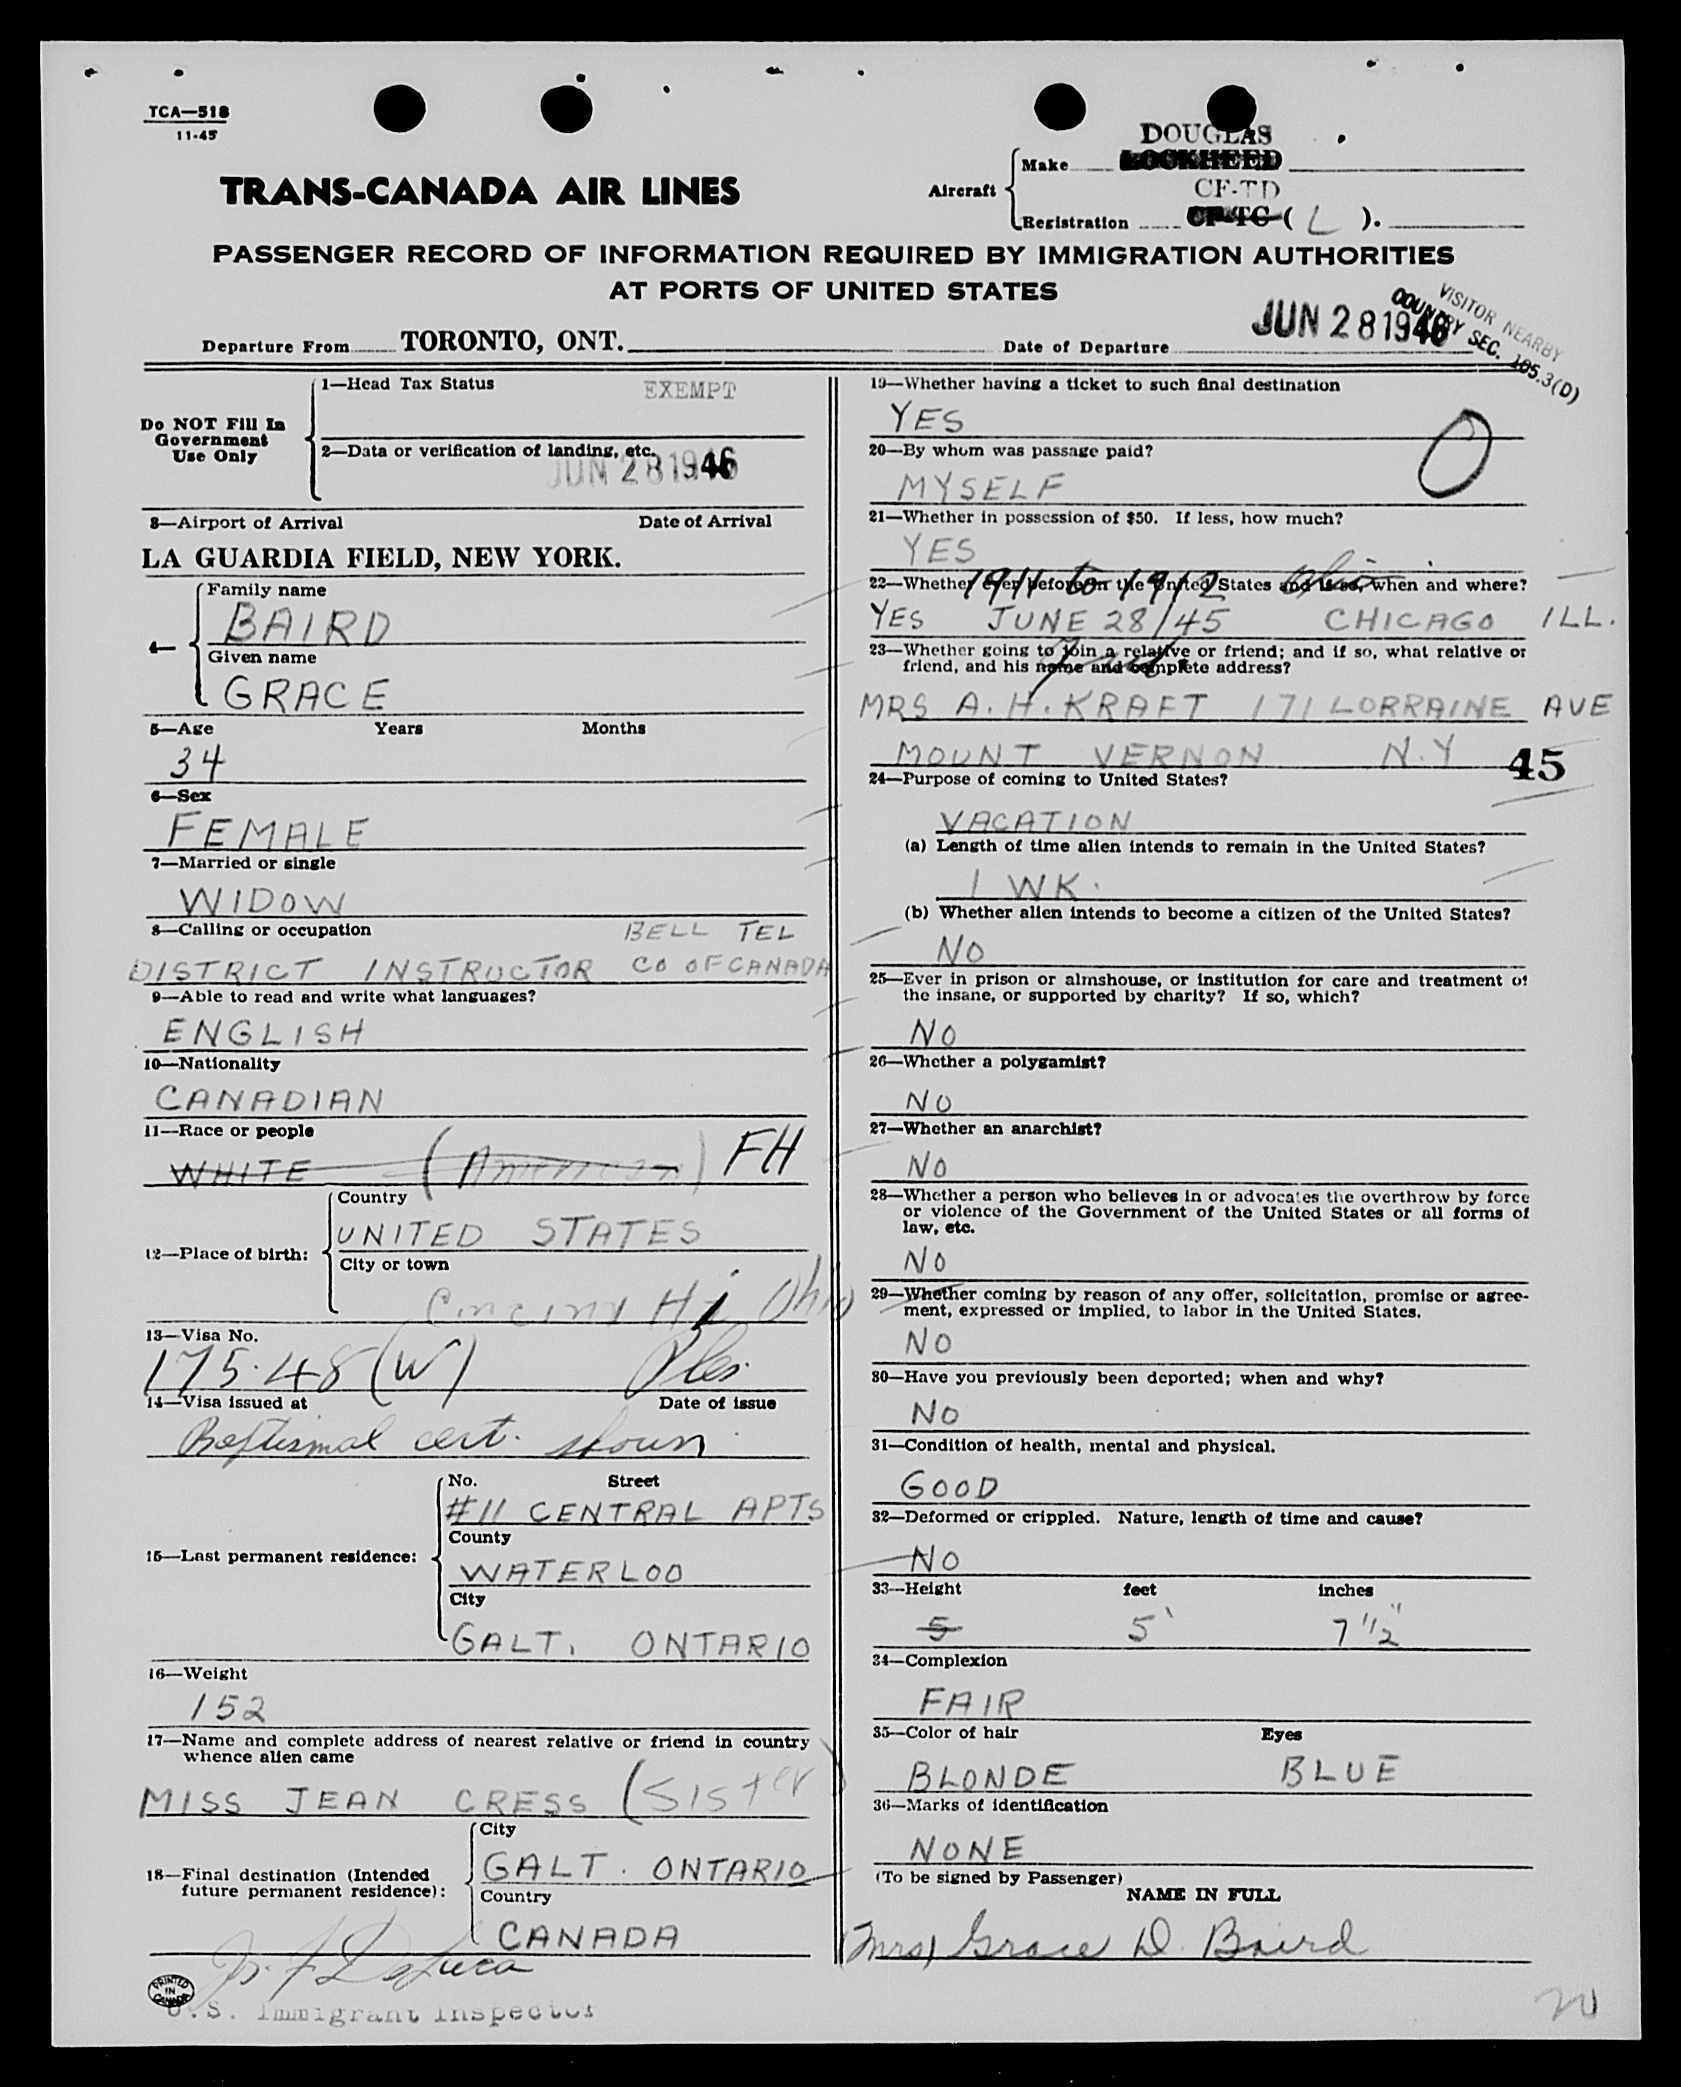 TCA—518
11-45
DOUGLAS
Aircraft Make LOCKHEED
CF-TD
Registration CF-TC ( L ).
TRANS-CANADA AIR LINES
PASSENGER RECORD OF INFORMATION REQUIRED BY IMMIGRATION AUTHORITIES
AT PORTS OF UNITED STATES
VISITOR NEARBY
COUNTRY SEC. 105.3(D)
Departure From TORONTO, ONT. Date of Departure JUN 28 1946
Do NOT Fill In
Government
Use Only
1—Head Tax Status EXEMPT
2—Data or verification of landing, etc.
JUN 28 1946
3—Airport of Arrival Date of Arrival
LA GUARDIA FIELD, NEW YORK.
4—
Family name
BAIRD
Given name
GRACE
5—Age Years Months
34
6—Sex
FEMALE
7—Married or single
WIDOW
8—Calling or occupation BELL TEL
DISTRICT INSTRUCTOR CO OF CANADA
9—Able to read and write what languages?
ENGLISH
10—Nationality
CANADIAN
11—Race or people
WHITE (American) FH
12—Place of birth:
Country
UNITED STATES
City or town
Ohio
13—Visa No.
175.48 (W)
14—Visa issued at Date of issue
Baptismal cert. shown
15—Last permanent residence:
No. Street
#11 CENTRAL APTS
County
WATERLOO
City
GALT, ONTARIO
16—Weight
152
17—Name and complete address of nearest relative or friend in country
whence alien came
MISS JEAN CRESS (Sister)
18—Final destination (Intended
future permanent residence):
City
GALT. ONTARIO
Country
CANADA
PRINTED
IN
CANADA
U.S. Immigrant Inspector
19—Whether having a ticket to such final destination
YES
O
20—By whom was passage paid?
MYSELF
21—Whether in possession of $50. If less, how much?
YES
1911 to 1912 Ohio
22—Whether ever before in the United States and if so, when and where?
YES JUNE 28/45 CHICAGO ILL.
23—Whether going to join a relative or friend; and if so, what relative or
friend, and his name and complete address?
MRS A. H. KRAFT 171 LORRAINE AVE
MOUNT VERNON N.Y
45
24—Purpose of coming to United States?
VACATION
(a) Length of time alien intends to remain in the United States?
1 WK.
(b) Whether alien intends to become a citizen of the United States?
NO
25—Ever in prison or almshouse, or institution for care and treatment of
the insane, or supported by charity? If so, which?
NO
26—Whether a polygamist?
NO
27—Whether an anarchist?
NO
28—Whether a person who believes in or advocates the overthrow by force
or violence of the Government of the United States or all forms of
law, etc.
NO
29—Whether coming by reason of any offer, solicitation, promise or agree-
ment, expressed or implied, to labor in the United States.
NO
30—Have you previously been deported; when and why?
NO
31—Condition of health, mental and physical.
GOOD
32—Deformed or crippled. Nature, length of time and cause?
NO
33—Height feet inches
5 5' 7 1/2"
34—Complexion
FAIR
35—Color of hair Eyes
BLONDE BLUE
36—Marks of identification
NONE
(To be signed by Passenger)
NAME IN FULL
(Mrs) Grace D. Baird